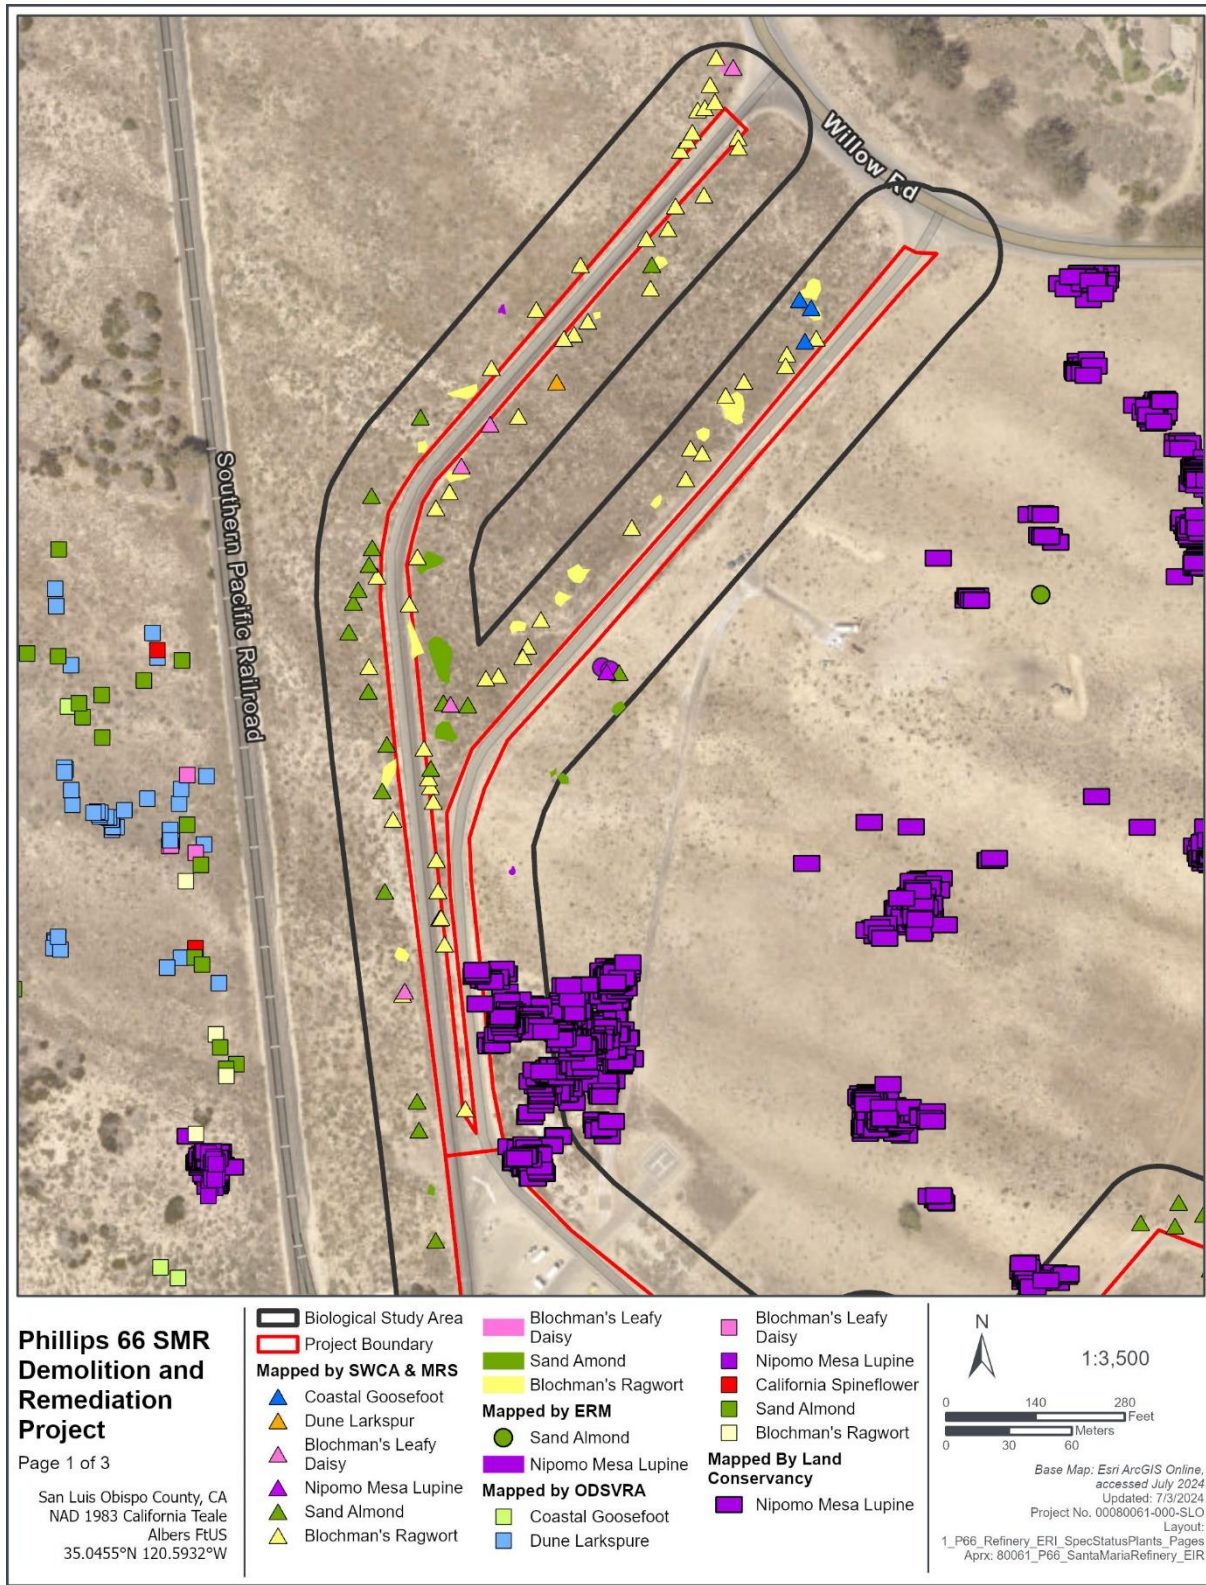 Willow Rd
Southern Pacific Railroad
Phillips 66 SMR
Demolition and
Remediation
Project
Page 1 of 3
San Luis Obispo County, CA
NAD 1983 California Teale
Albers FtUS
35.0455°N 120.5932°W
Biological Study Area
Project Boundary
Mapped by SWCA & MRS
Coastal Goosefoot
Dune Larkspur
Blochman's Leafy
Daisy
Nipomo Mesa Lupine
Sand Almond
Blochman's Ragwort
Blochman's Leafy
Daisy
Sand Amond
Blochman's Ragwort
Mapped by ERM
Sand Almond
Nipomo Mesa Lupine
Mapped by ODSVRA
Coastal Goosefoot
Dune Larkspure
Blochman's Leafy
Daisy
Nipomo Mesa Lupine
California Spineflower
Sand Almond
Blochman's Ragwort
Mapped By Land
Conservancy
Nipomo Mesa Lupine
N
1:3,500
0 140 280
Feet
Meters
0 30 60
Base Map: Esri ArcGIS Online,
accessed July 2024
Updated: 7/3/2024
Project No. 00080061-000-SLO
Layout:
1_P66_Refinery_ERI_SpecStatusPlants_Pages
Aprx: 80061_P66_SantaMariaRefinery_EIR